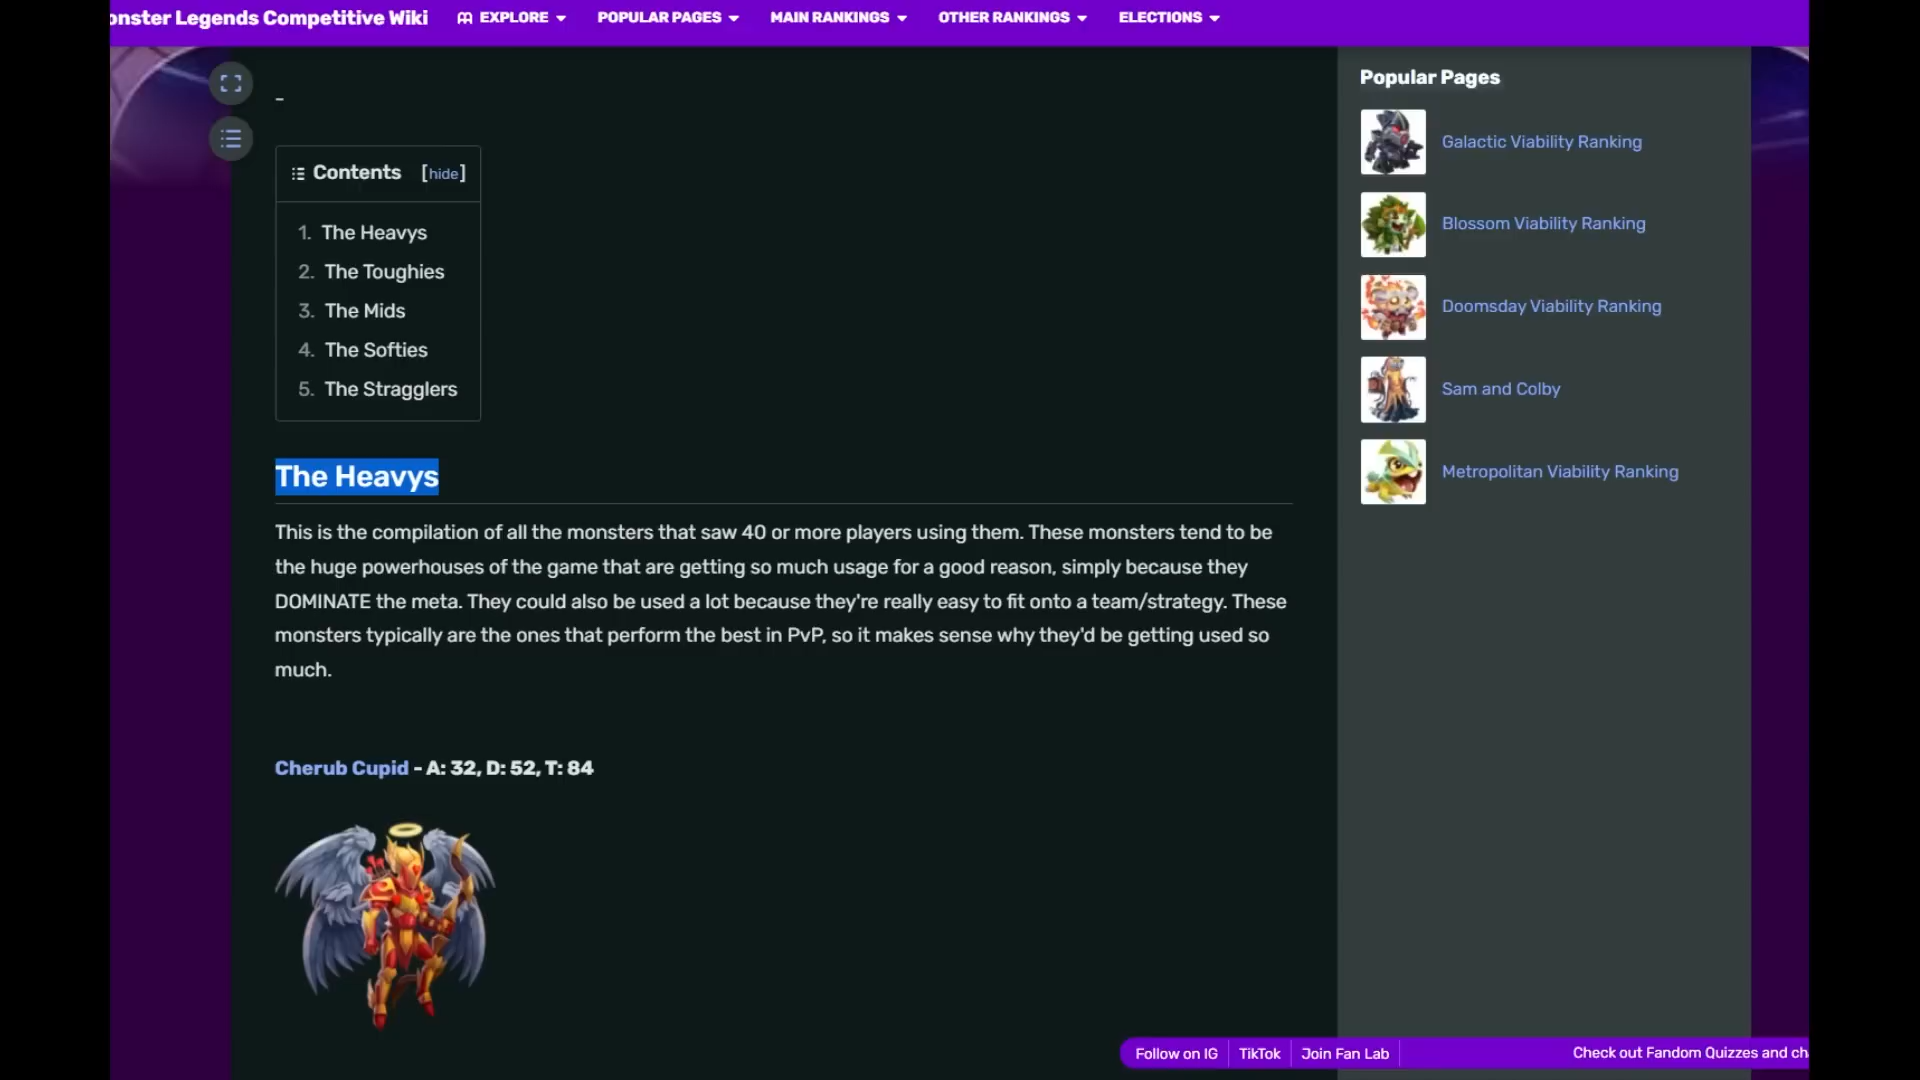 onster Legends Competitive Wiki
EXPLORE
POPULAR PAGES
MAIN RANKINGS
OTHER RANKINGS
ELECTIONS
-
Contents [hide]
1. The Heavys
2. The Toughies
3. The Mids
4. The Softies
5. The Stragglers
The Heavys
This is the compilation of all the monsters that saw 40 or more players using them. These monsters tend to be
the huge powerhouses of the game that are getting so much usage for a good reason, simply because they
DOMINATE the meta. They could also be used a lot because they're really easy to fit onto a team/strategy. These
monsters typically are the ones that perform the best in PvP, so it makes sense why they'd be getting used so
much.
Cherub Cupid - A: 32, D: 52, T: 84
Popular Pages
Galactic Viability Ranking
Blossom Viability Ranking
Doomsday Viability Ranking
Sam and Colby
Metropolitan Viability Ranking
Follow on IG
TikTok
Join Fan Lab
Check out Fandom Quizzes and ch